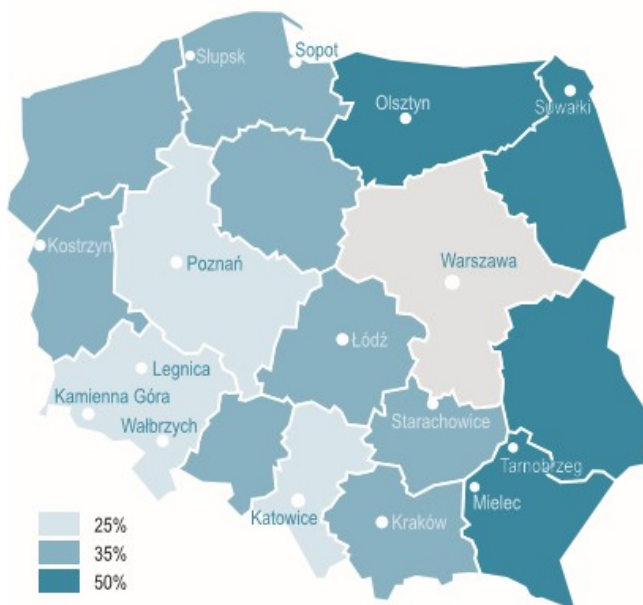 Sopot
Słupsk
Suwałki
Olsztyn
Kostrzyn
Poznań
Warszawa
Łódź
Legnica
Kamienna Góra
Wałbrzych
Starachowice
Tarnobrzeg
Mielec
Katowice
Kraków
25%
35%
50%